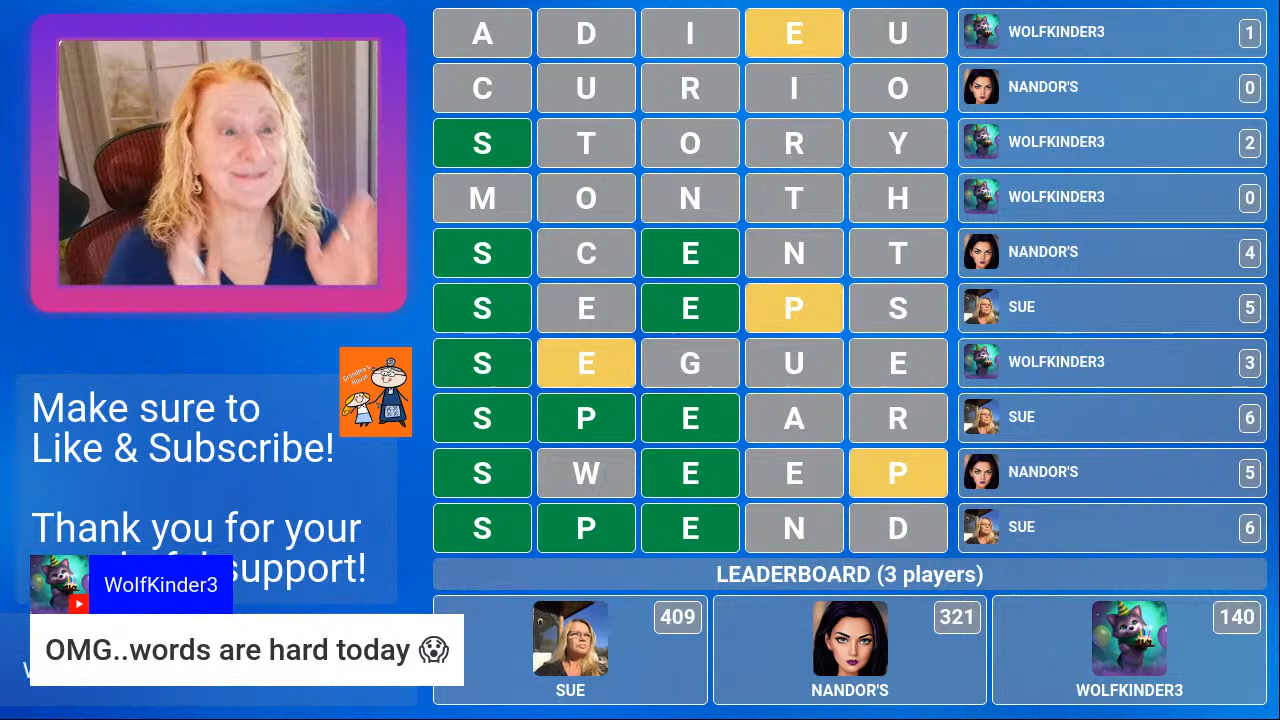 A D I E U WOLFKINDER3 1
C U R I O NANDOR'S 0
S T O R Y WOLFKINDER3 2
M O N T H WOLFKINDER3 0
S C E N T NANDOR'S 4
S E E P S SUE 5
S E G U E WOLFKINDER3 3
S P E A R SUE 6
S W E E P NANDOR'S 5
S P E N D SUE 6
LEADERBOARD (3 players)
409 321 140
SUE NANDOR'S WOLFKINDER3
Grandma's
House
Make sure to
Like & Subscribe!
Thank you for your
support!
WolfKinder3
OMG..words are hard today 😱